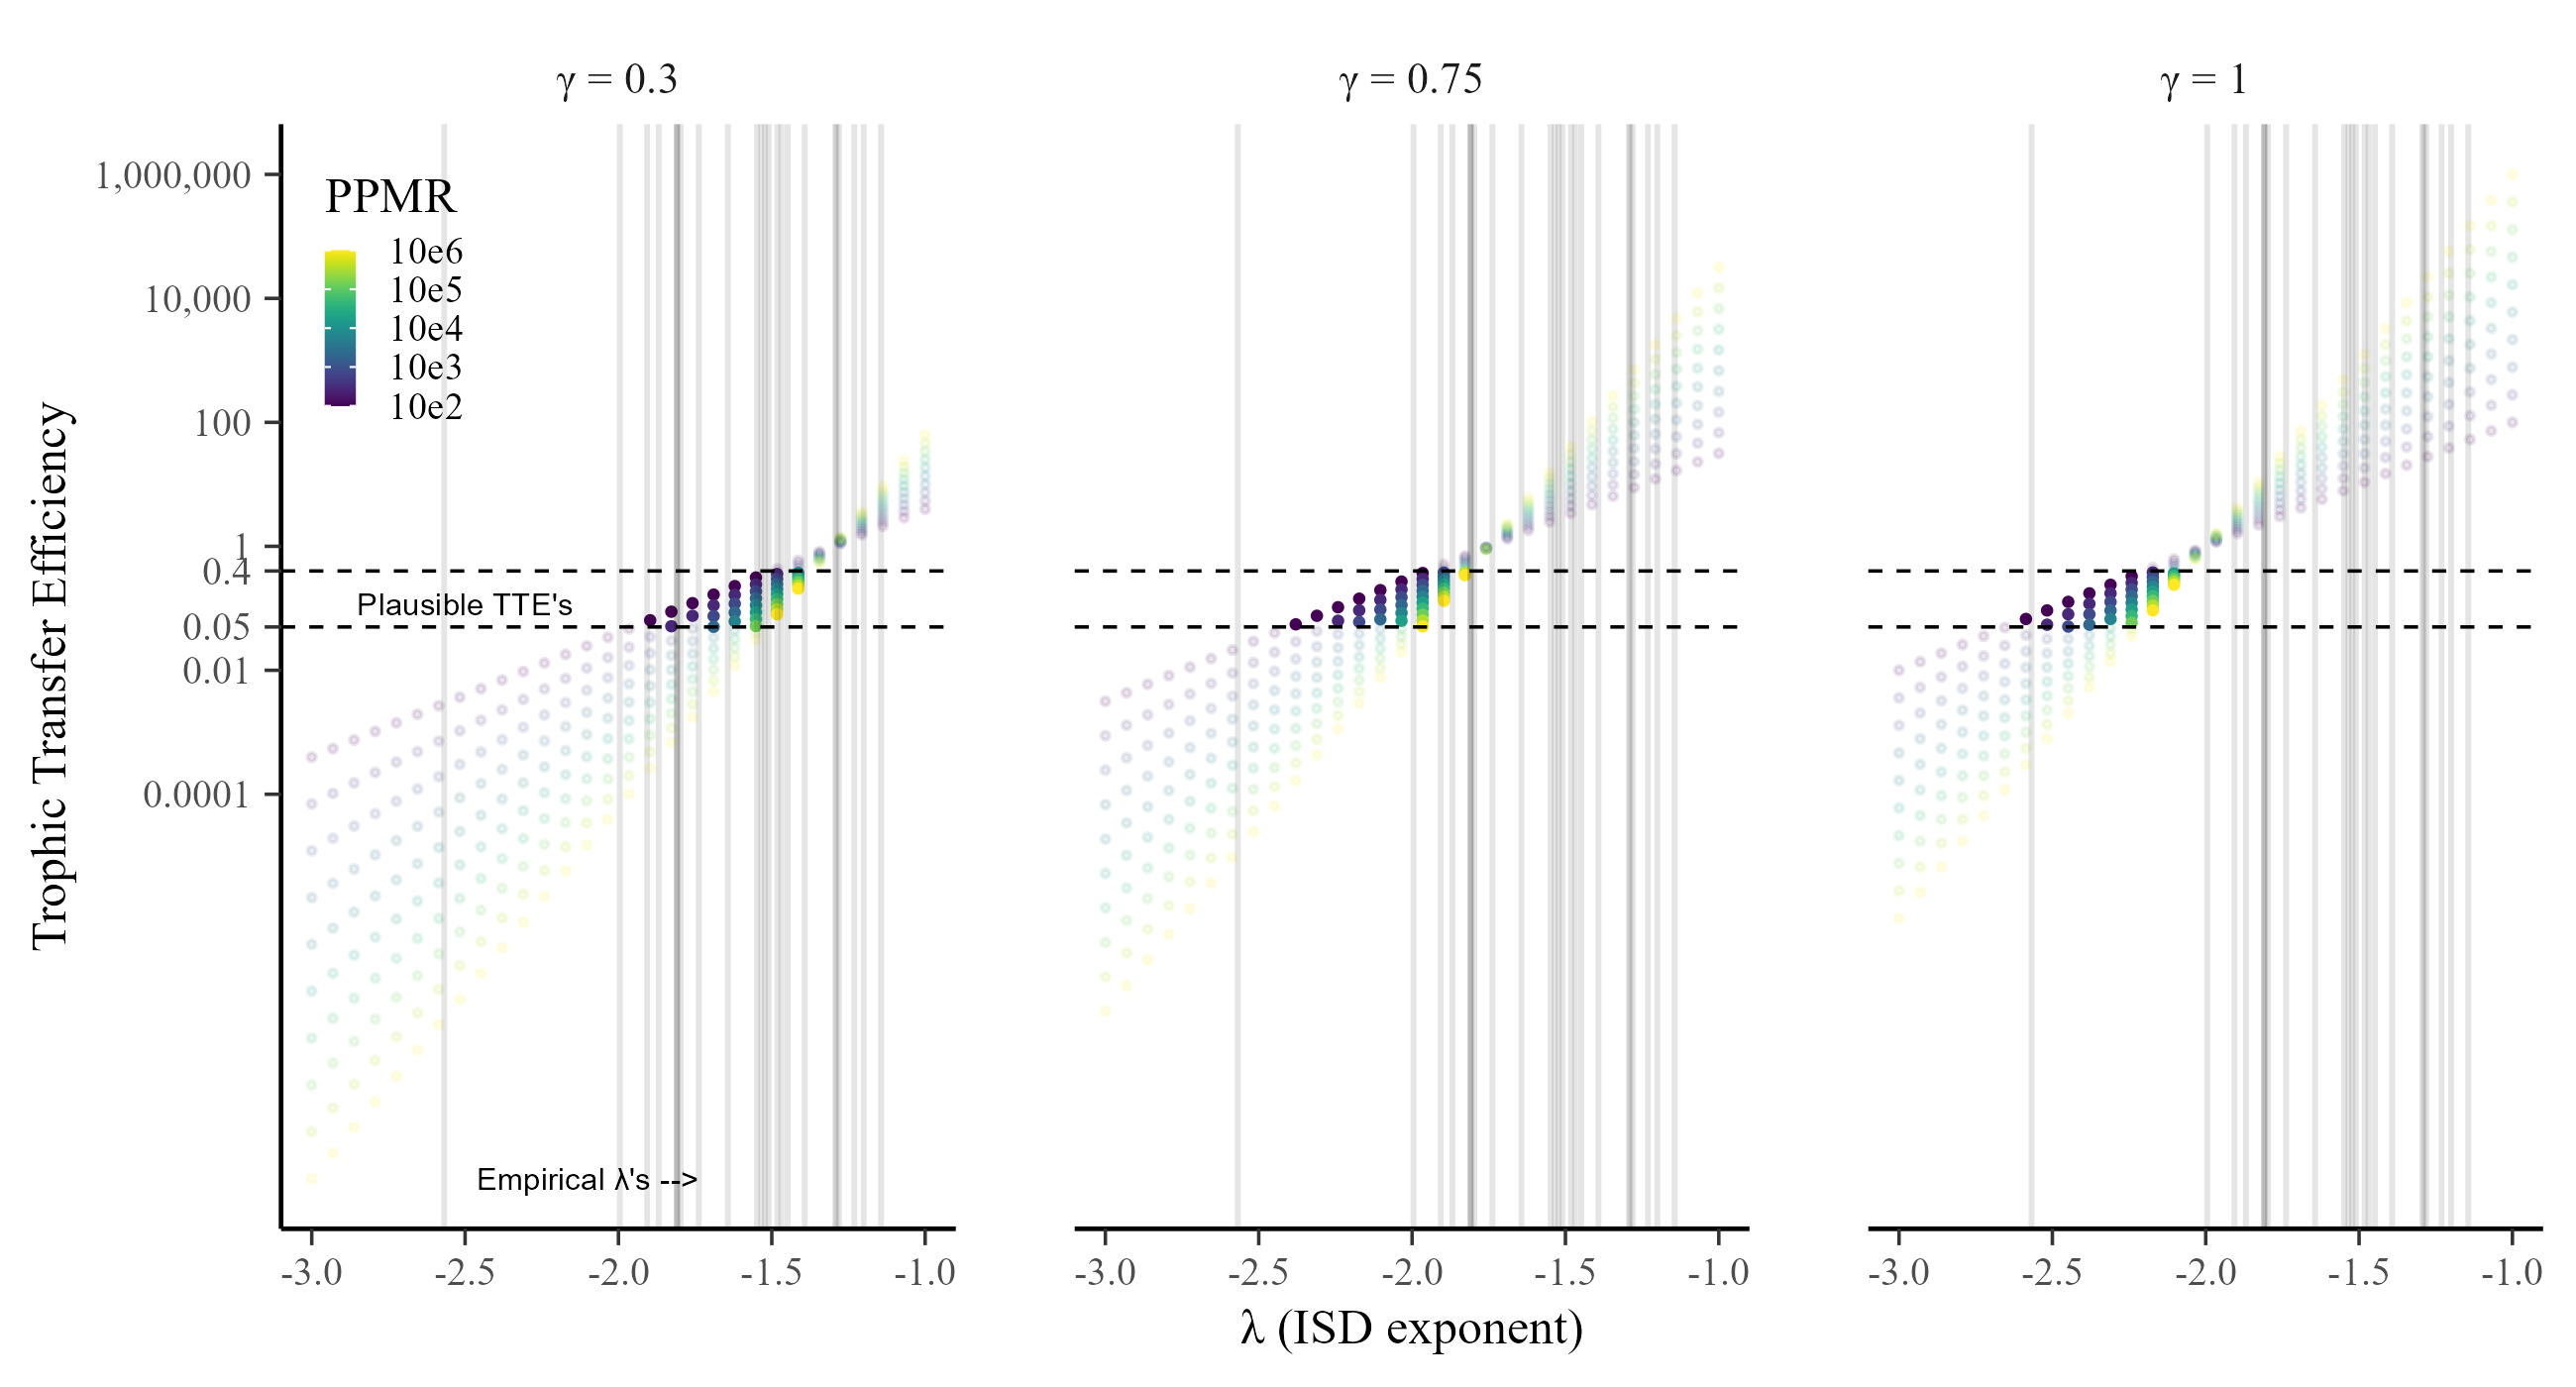 γ = 0.3
γ = 0.75
γ = 1
Trophic Transfer Efficiency
1,000,000
10,000
100
1
0.4
0.05
0.01
0.0001
PPMR
10e6
10e5
10e4
10e3
10e2
Plausible TTE's
Empirical λ's -->
-3.0 -2.5 -2.0 -1.5 -1.0
-3.0 -2.5 -2.0 -1.5 -1.0
-3.0 -2.5 -2.0 -1.5 -1.0
λ (ISD exponent)